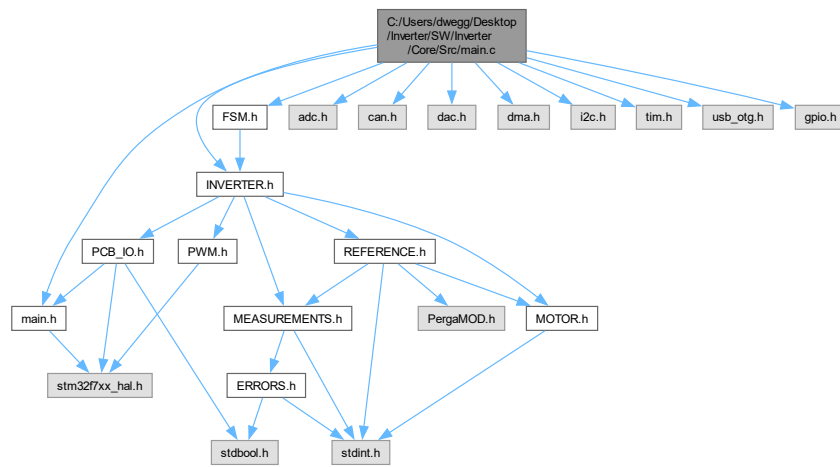 C:/Users/dwegg/Desktop
/Inverter/SW/Inverter
/Core/Src/main.c
FSM.h
adc.h
can.h
dac.h
dma.h
i2c.h
tim.h
usb_otg.h
gpio.h
INVERTER.h
PCB_IO.h
PWM.h
REFERENCE.h
main.h
MEASUREMENTS.h
PergaMOD.h
MOTOR.h
stm32f7xx_hal.h
ERRORS.h
stdbool.h
stdint.h